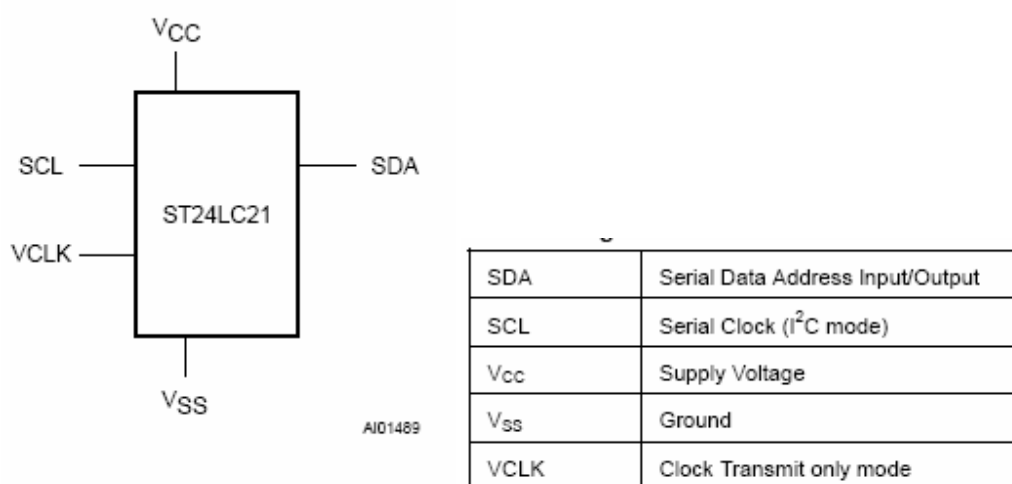 VCC
SCL
SDA
ST24LC21
VCLK
VSS
AI01489
SDA Serial Data Address Input/Output
SCL Serial Clock (I2C mode)
VCC Supply Voltage
VSS Ground
VCLK Clock Transmit only mode